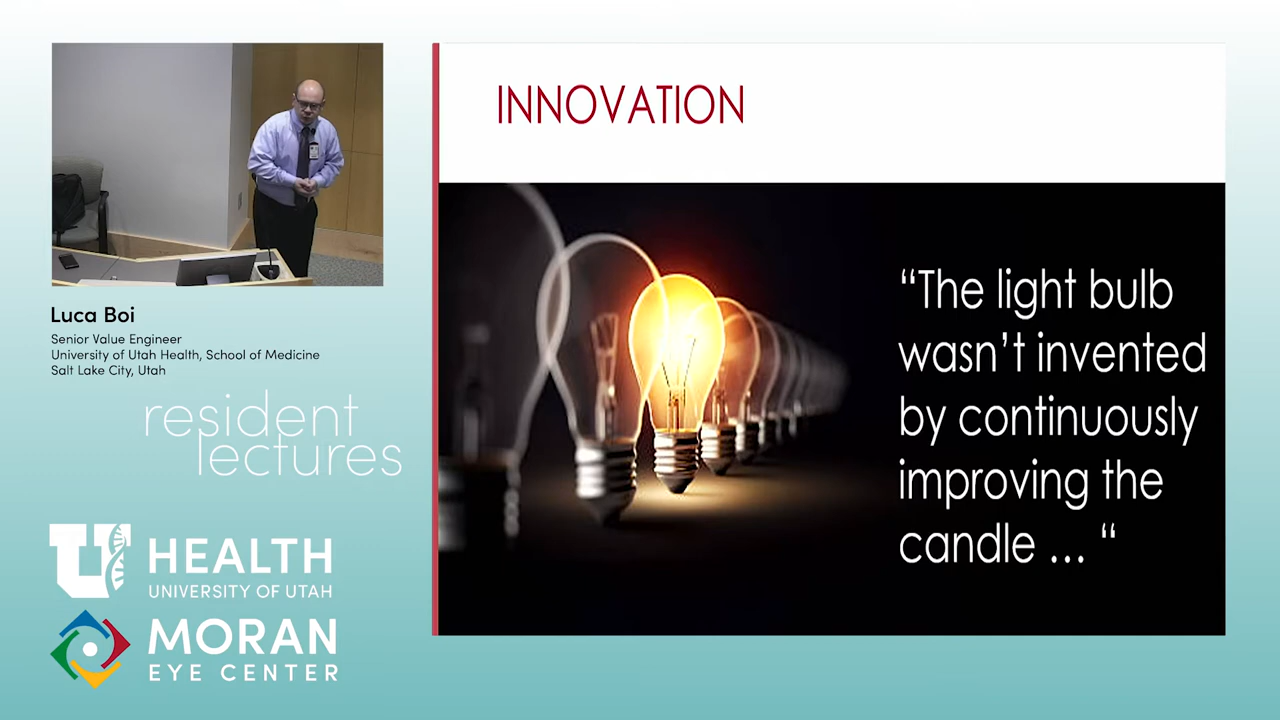 Luca Boi
Senior Value Engineer
University of Utah Health, School of Medicine
Salt Lake City, Utah
resident
lectures
U HEALTH
UNIVERSITY OF UTAH
MORAN
EYE CENTER
INNOVATION
“The light bulb
wasn’t invented
by continuously
improving the
candle ... “